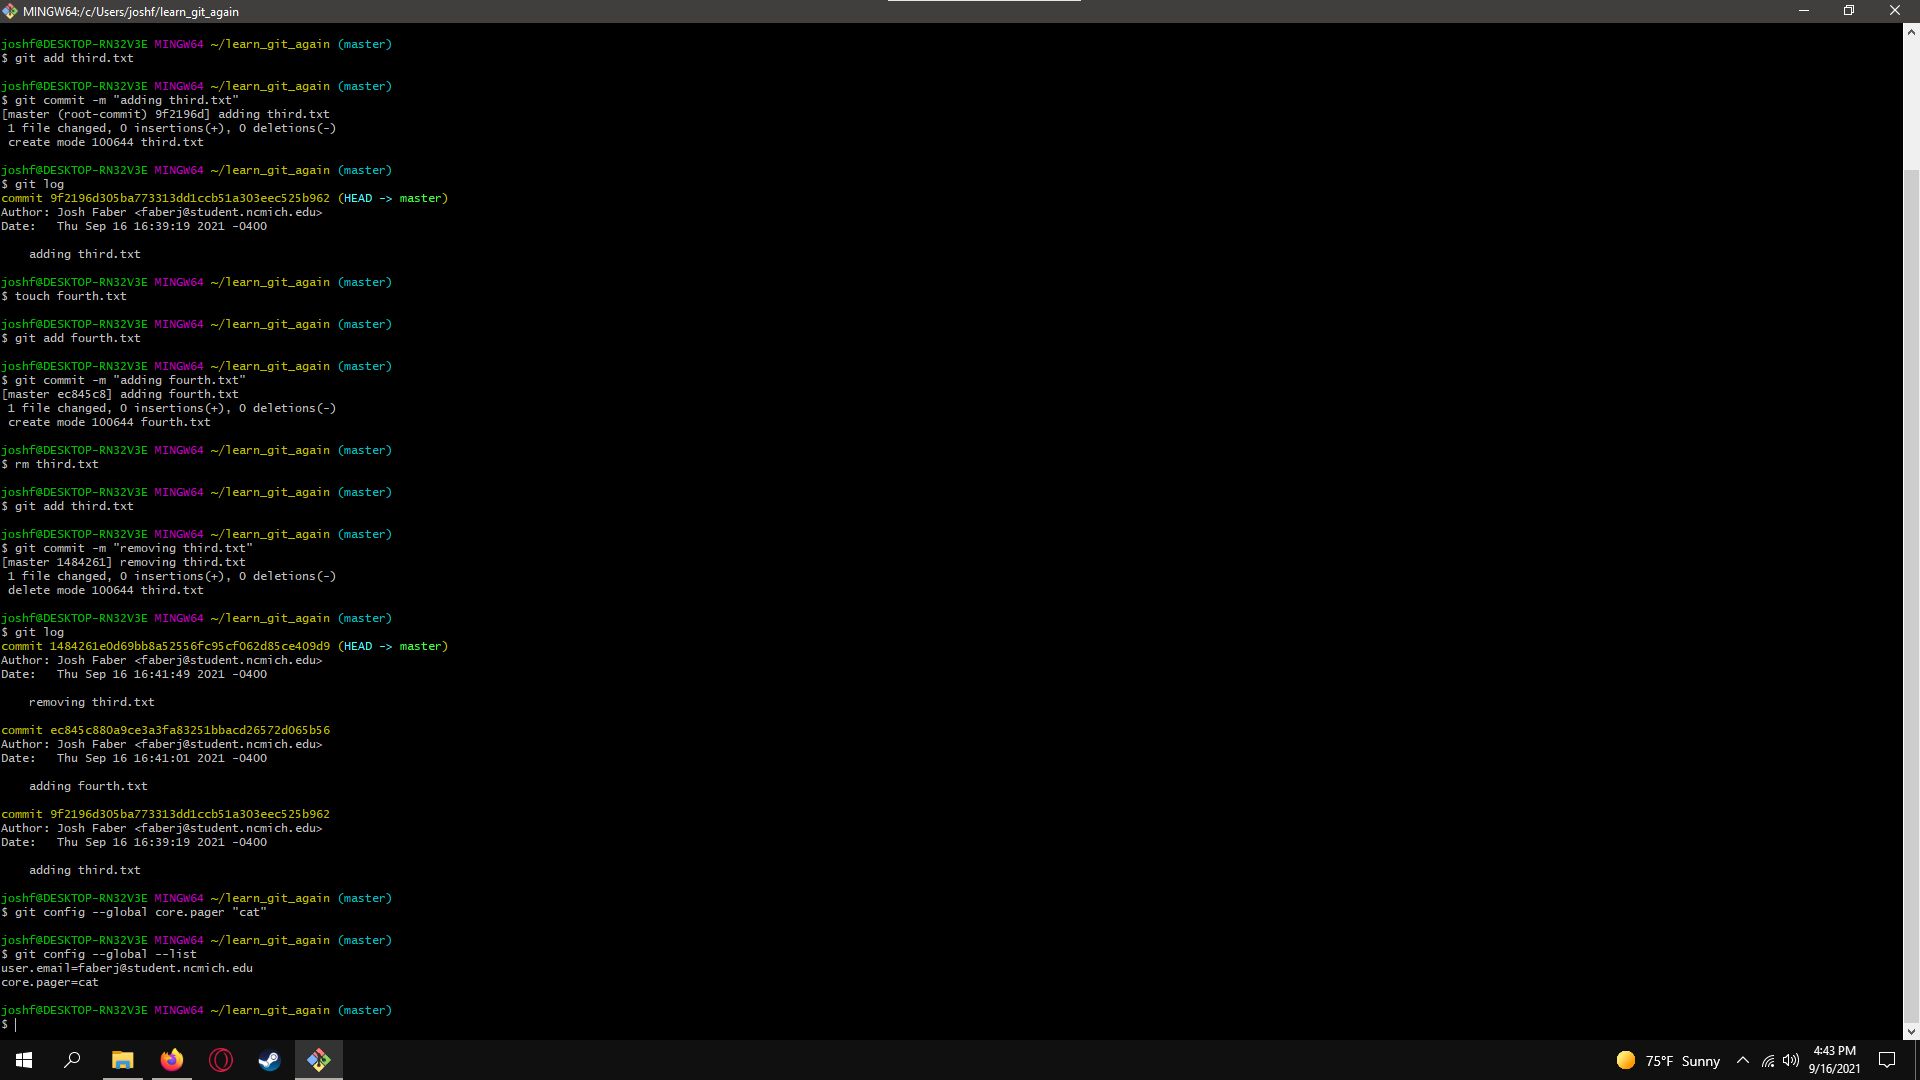 MINGW64:/c/Users/joshf/learn_git_again
joshf@DESKTOP-RN32V3E MINGW64 ~/learn_git_again (master)
$ git add third.txt
joshf@DESKTOP-RN32V3E MINGW64 ~/learn_git_again (master)
$ git commit -m "adding third.txt"
[master (root-commit) 9f2196d] adding third.txt
 1 file changed, 0 insertions(+), 0 deletions(-)
 create mode 100644 third.txt
joshf@DESKTOP-RN32V3E MINGW64 ~/learn_git_again (master)
$ git log
commit 9f2196d305ba773313dd1ccb51a303eec525b962 (HEAD -> master)
Author: Josh Faber <faberj@student.ncmich.edu>
Date:   Thu Sep 16 16:39:19 2021 -0400
    adding third.txt
joshf@DESKTOP-RN32V3E MINGW64 ~/learn_git_again (master)
$ touch fourth.txt
joshf@DESKTOP-RN32V3E MINGW64 ~/learn_git_again (master)
$ git add fourth.txt
joshf@DESKTOP-RN32V3E MINGW64 ~/learn_git_again (master)
$ git commit -m "adding fourth.txt"
[master ec845c8] adding fourth.txt
 1 file changed, 0 insertions(+), 0 deletions(-)
 create mode 100644 fourth.txt
joshf@DESKTOP-RN32V3E MINGW64 ~/learn_git_again (master)
$ rm third.txt
joshf@DESKTOP-RN32V3E MINGW64 ~/learn_git_again (master)
$ git add third.txt
joshf@DESKTOP-RN32V3E MINGW64 ~/learn_git_again (master)
$ git commit -m "removing third.txt"
[master 1484261] removing third.txt
 1 file changed, 0 insertions(+), 0 deletions(-)
 delete mode 100644 third.txt
joshf@DESKTOP-RN32V3E MINGW64 ~/learn_git_again (master)
$ git log
commit 1484261e0d69bb8a52556fc95cf062d85ce409d9 (HEAD -> master)
Author: Josh Faber <faberj@student.ncmich.edu>
Date:   Thu Sep 16 16:41:49 2021 -0400
    removing third.txt
commit ec845c880a9ce3a3fa83251bbacd26572d065b56
Author: Josh Faber <faberj@student.ncmich.edu>
Date:   Thu Sep 16 16:41:01 2021 -0400
    adding fourth.txt
commit 9f2196d305ba773313dd1ccb51a303eec525b962
Author: Josh Faber <faberj@student.ncmich.edu>
Date:   Thu Sep 16 16:39:19 2021 -0400
    adding third.txt
joshf@DESKTOP-RN32V3E MINGW64 ~/learn_git_again (master)
$ git config --global core.pager "cat"
joshf@DESKTOP-RN32V3E MINGW64 ~/learn_git_again (master)
$ git config --global --list
user.email=faberj@student.ncmich.edu
core.pager=cat
joshf@DESKTOP-RN32V3E MINGW64 ~/learn_git_again (master)
$
75°F Sunny
4:43 PM
9/16/2021